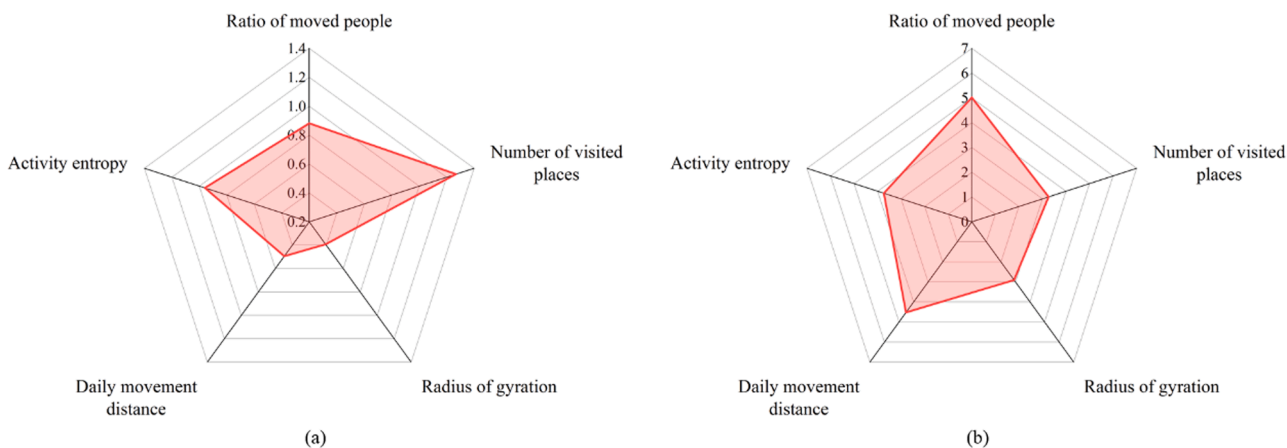 Ratio of moved people
1.4
1.2
1.0
0.8
0.6
0.4
0.2
Number of visited
places
Activity entropy
Daily movement
distance
Radius of gyration
(a)
Ratio of moved people
7
6
5
4
3
2
1
0
Number of visited
places
Activity entropy
Daily movement
distance
Radius of gyration
(b)